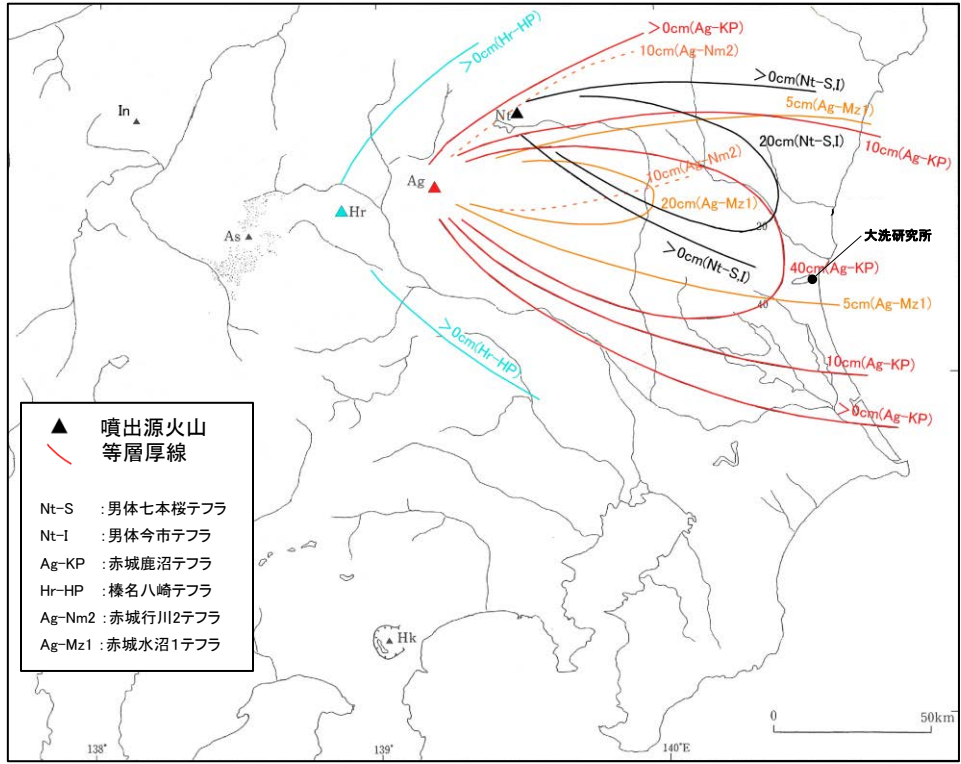 >0cm(Hr-HP)
>0cm(Ag-KP)
10cm(Ag-Nm2)
>0cm(Nt-S,I)
5cm(Ag-Mz1)
In
Nt
20cm(Nt-S,I)
10cm(Ag-KP)
10cm(Ag-Nm2)
Ag
20cm(Ag-Mz1)
Hr
As
20
大洗研究所
>0cm(Nt-S,I)
40cm(Ag-KP)
40
5cm(Ag-Mz1)
>0cm(Hr-HP)
10cm(Ag-KP)
>0cm(Ag-KP)
噴出源火山
等層厚線
Nt-S :男体七本桜テフラ
Nt-I :男体今市テフラ
Ag-KP :赤城鹿沼テフラ
Hr-HP :榛名八崎テフラ
Ag-Nm2 :赤城行川2テフラ
Ag-Mz1 :赤城水沼1テフラ
Hk
0 50km
138° 139° 140°E